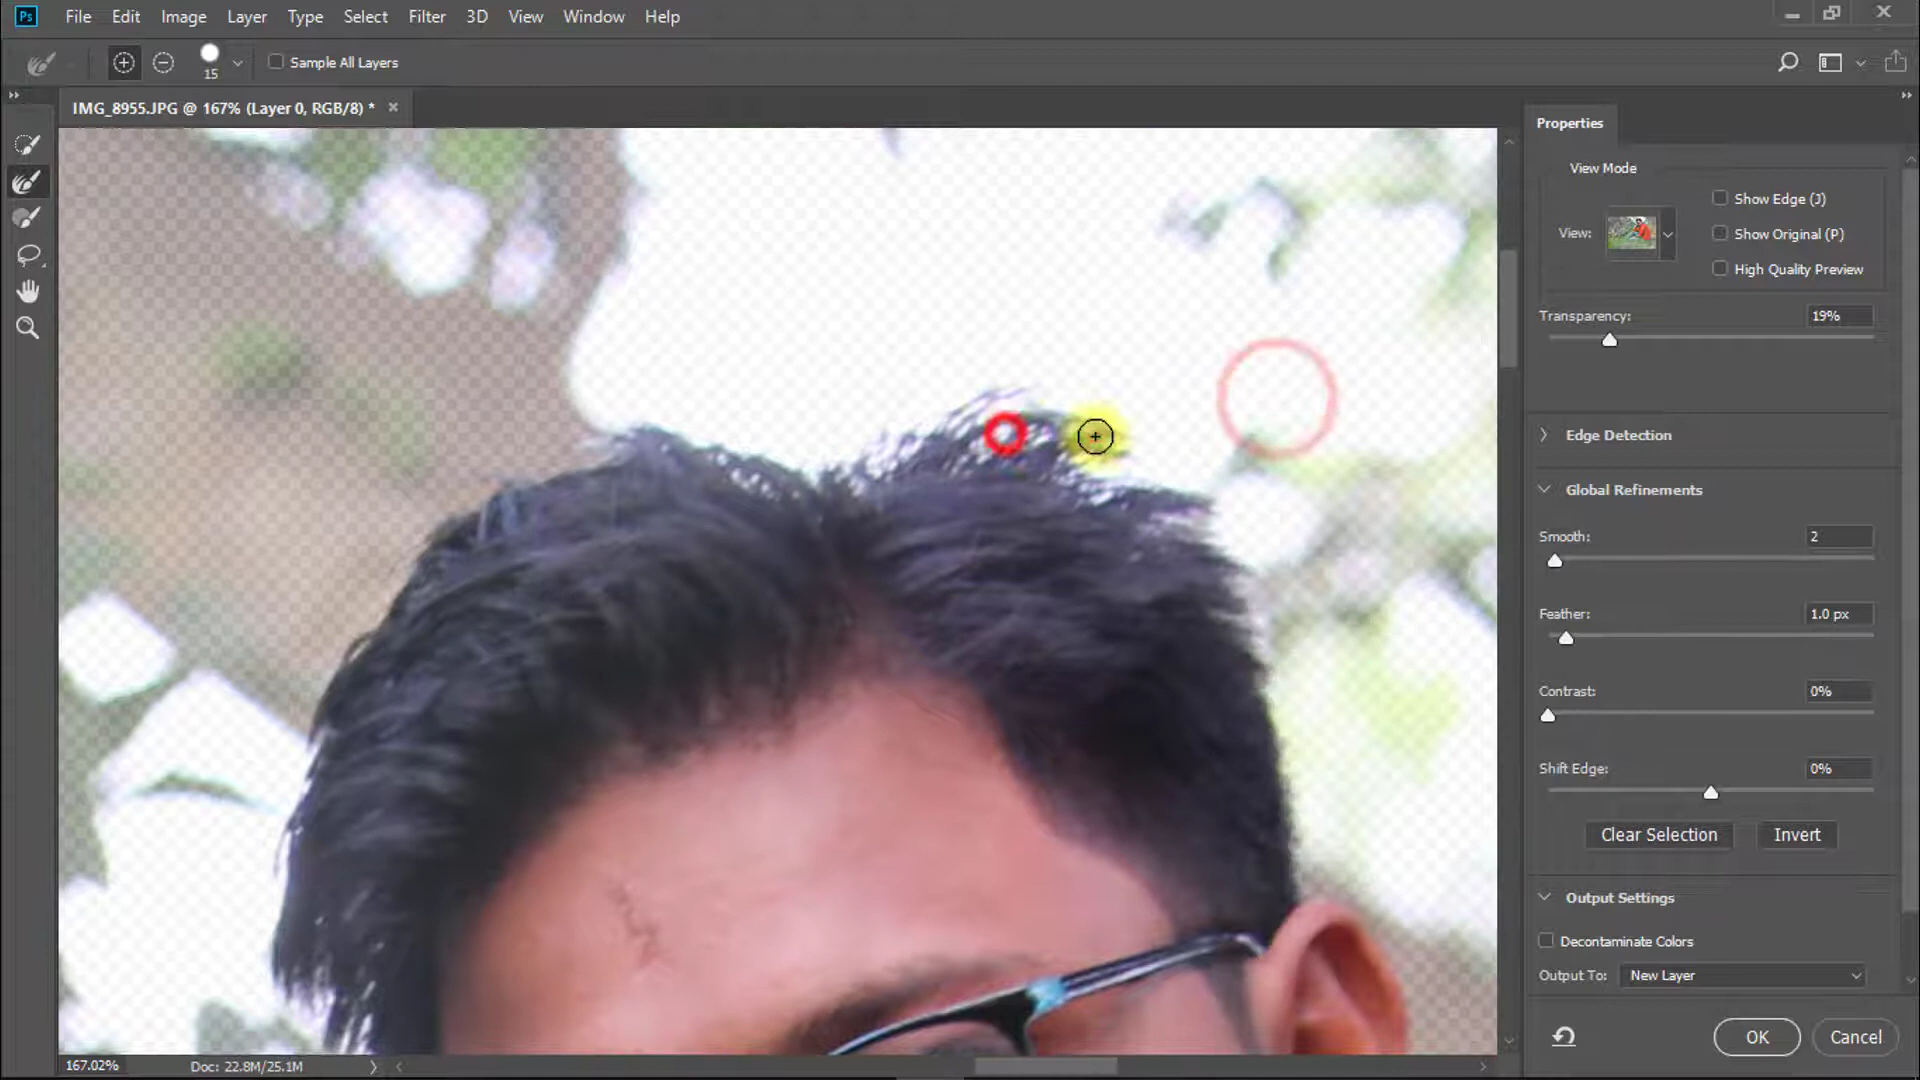 Ps File Edit Image Layer Type Select Filter 3D View Window Help
15 Sample All Layers
IMG_8955.JPG @ 167% (Layer 0, RGB/8) *
Properties
View Mode
Show Edge (J)
View: Show Original (P)
High Quality Preview
Transparency: 19%
Edge Detection
Global Refinements
Smooth: 2
Feather: 1.0 px
Contrast: 0%
Shift Edge: 0%
Clear Selection Invert
Output Settings
Decontaminate Colors
Output To: New Layer
OK Cancel
167.02% Doc: 22.8M/25.1M